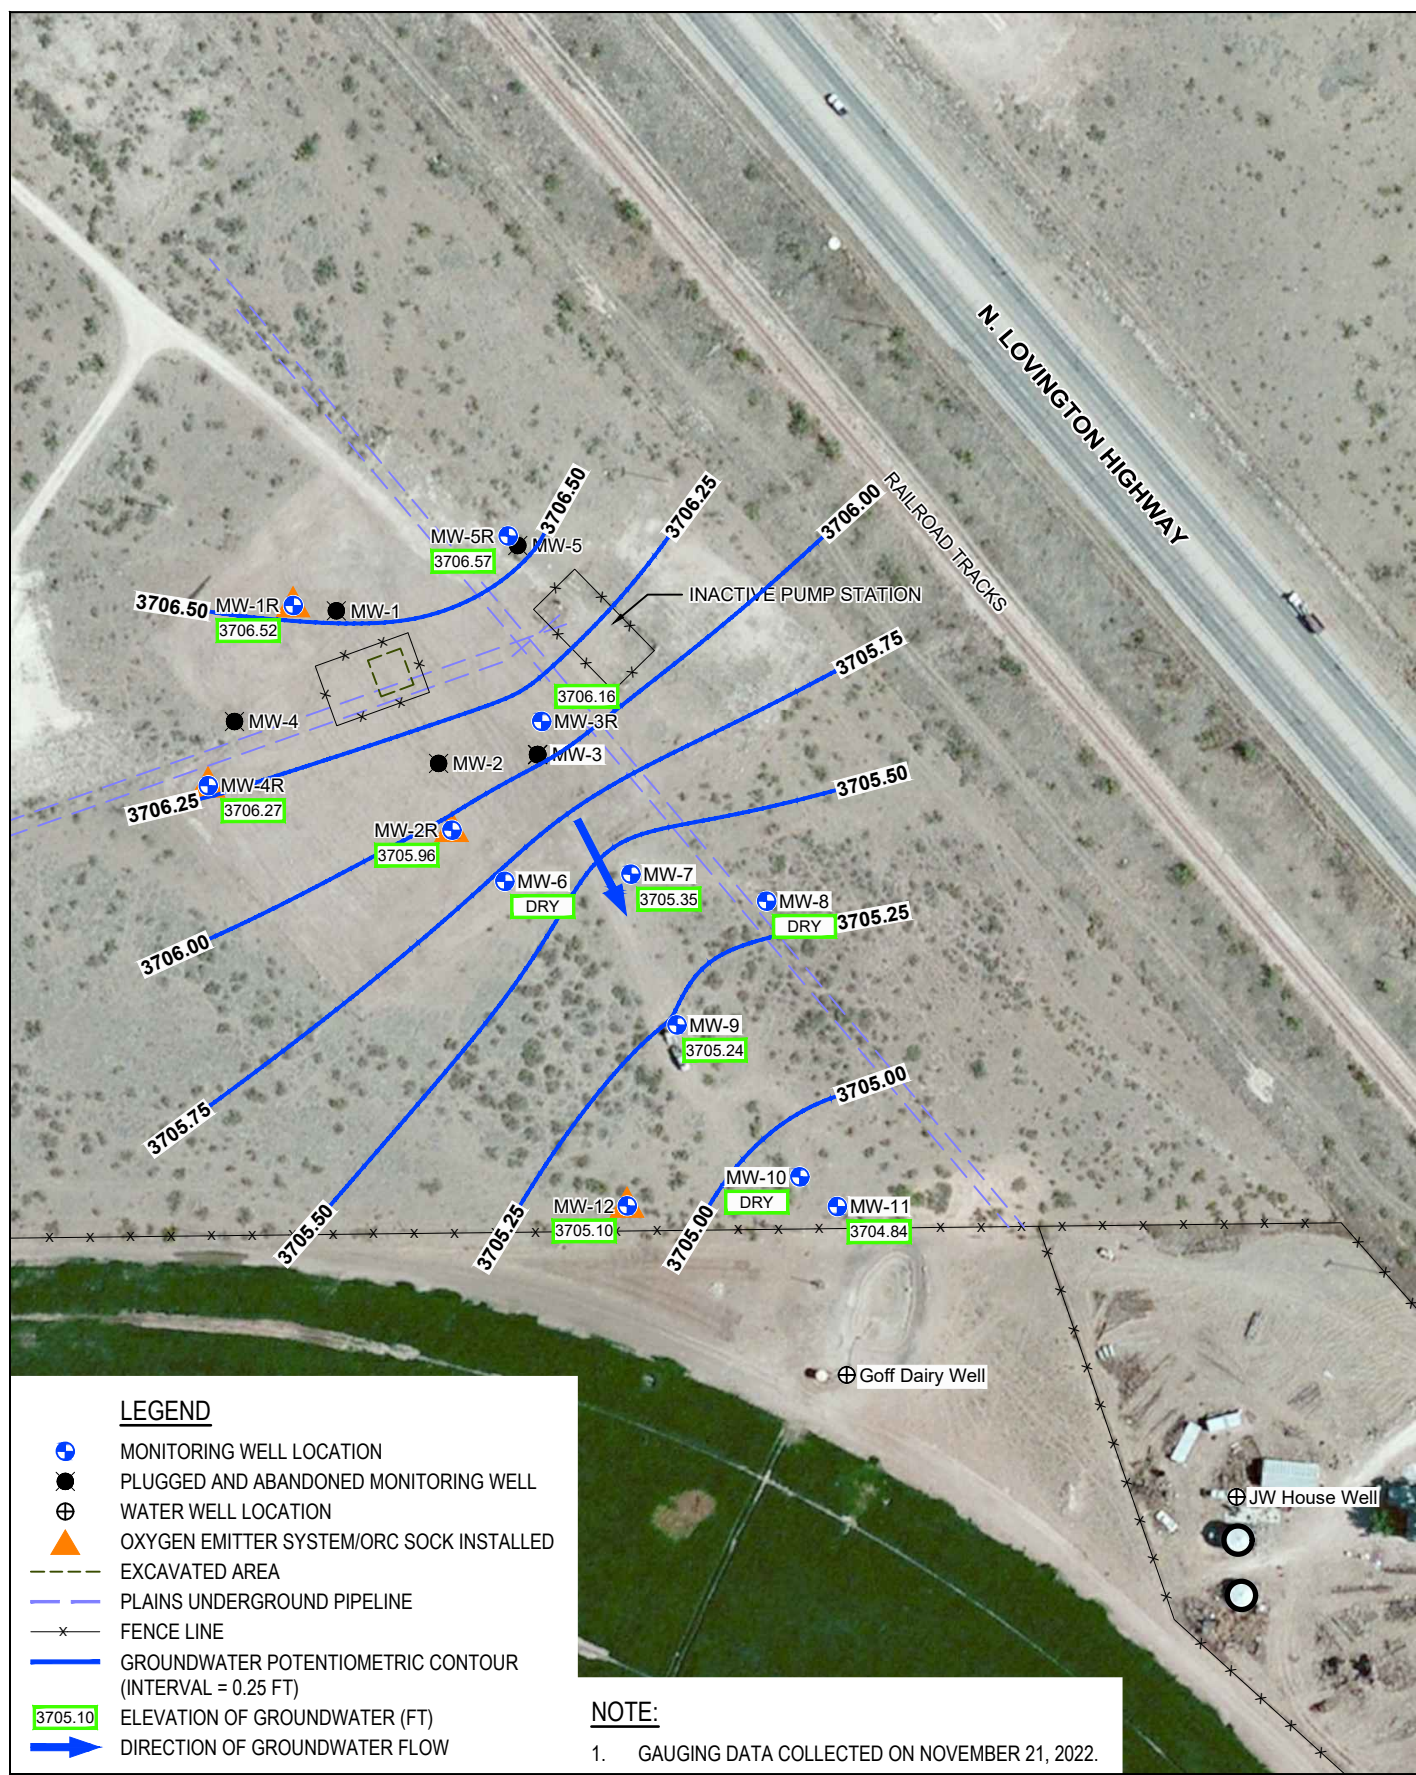 N. LOVINGTON HIGHWAY
RAILROAD TRACKS
3706.50
3706.25
3706.00
MW-5R
MW-5
3706.57
3706.50
MW-1R
MW-1
3706.52
INACTIVE PUMP STATION
3705.75
3706.16
MW-4
MW-3R
MW-2
MW-3
MW-4R
3706.25
3706.27
3705.50
MW-2R
3705.96
MW-6
DRY
MW-7
3705.35
MW-8
DRY
3705.25
3706.00
MW-9
3705.24
3705.00
3705.75
MW-10
DRY
MW-12
3705.10
MW-11
3704.84
3705.50
3705.25
3705.00
Goff Dairy Well
JW House Well
LEGEND
MONITORING WELL LOCATION
PLUGGED AND ABANDONED MONITORING WELL
WATER WELL LOCATION
OXYGEN EMITTER SYSTEM/ORC SOCK INSTALLED
EXCAVATED AREA
PLAINS UNDERGROUND PIPELINE
x FENCE LINE
GROUNDWATER POTENTIOMETRIC CONTOUR
(INTERVAL = 0.25 FT)
3705.10 ELEVATION OF GROUNDWATER (FT)
DIRECTION OF GROUNDWATER FLOW
NOTE:
1. GAUGING DATA COLLECTED ON NOVEMBER 21, 2022.